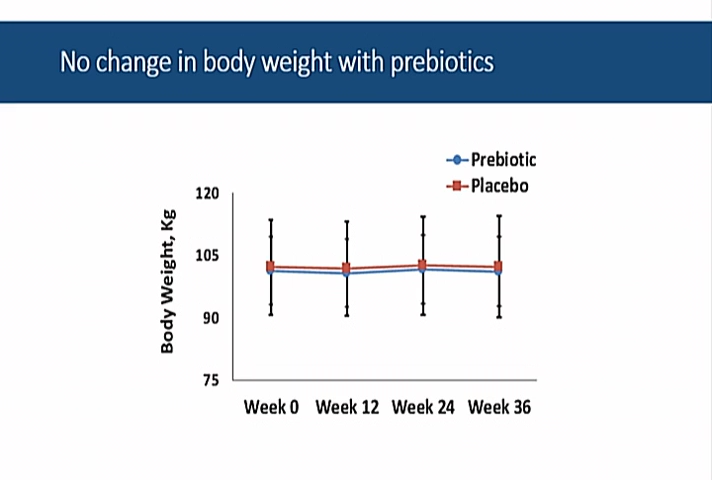 No change in body weight with prebiotics
Prebiotic
Placebo
Body Weight, Kg
120
105
90
75
Week 0 Week 12 Week 24 Week 36